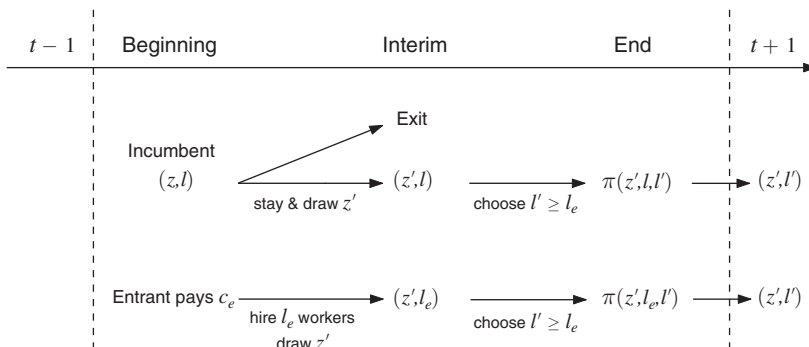 t − 1 Beginning Interim End t + 1
Exit
Incumbent
(z,l) (z′,l) π(z′,l,l′) (z′,l′)
stay & draw z′ choose l′ ≥ l_e
Entrant pays c_e (z′,l_e) π(z′,l_e,l′) (z′,l′)
hire l_e workers choose l′ ≥ l_e
draw z′